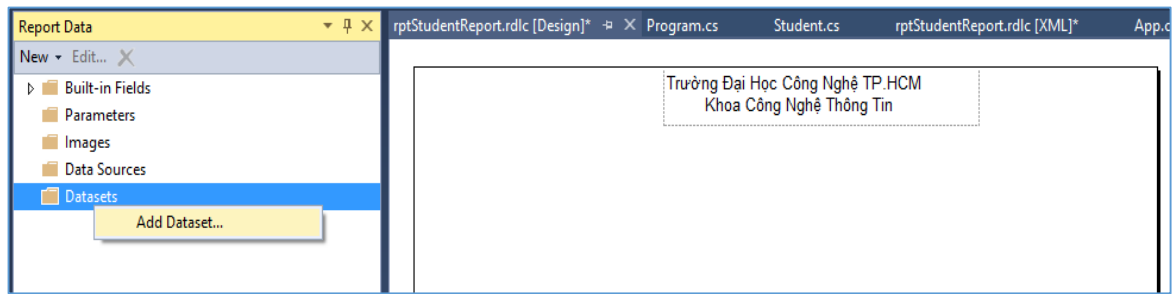 Report Data
New Edit...
Built-in Fields
Parameters
Images
Data Sources
Datasets
Add Dataset...
rptStudentReport.rdlc [Design]* Program.cs Student.cs rptStudentReport.rdlc [XML]* App.c
Trường Đại Học Công Nghệ TP.HCM
Khoa Công Nghệ Thông Tin